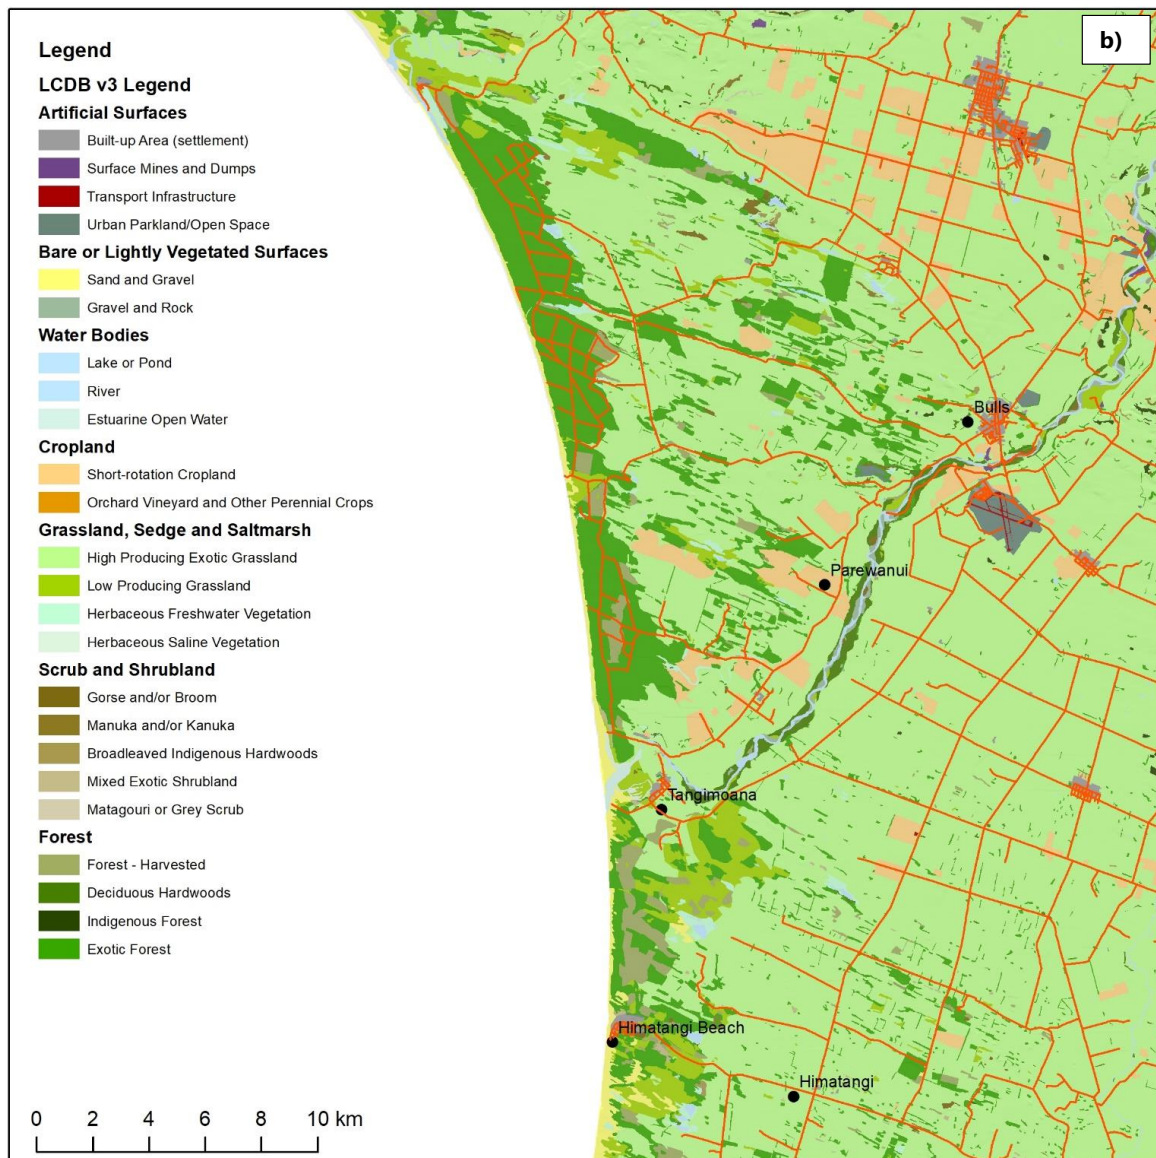 b)
Legend
LCDB v3 Legend
Artificial Surfaces
Built-up Area (settlement)
Surface Mines and Dumps
Transport Infrastructure
Urban Parkland/Open Space
Bare or Lightly Vegetated Surfaces
Sand and Gravel
Gravel and Rock
Water Bodies
Lake or Pond
River
Estuarine Open Water
Cropland
Short-rotation Cropland
Orchard Vineyard and Other Perennial Crops
Grassland, Sedge and Saltmarsh
High Producing Exotic Grassland
Low Producing Grassland
Herbaceous Freshwater Vegetation
Herbaceous Saline Vegetation
Scrub and Shrubland
Gorse and/or Broom
Manuka and/or Kanuka
Broadleaved Indigenous Hardwoods
Mixed Exotic Shrubland
Matagouri or Grey Scrub
Forest
Forest - Harvested
Deciduous Hardwoods
Indigenous Forest
Exotic Forest
0 2 4 6 8 10 km
Bulls
Parewanui
Tangimoana
Himatangi Beach
Himatangi